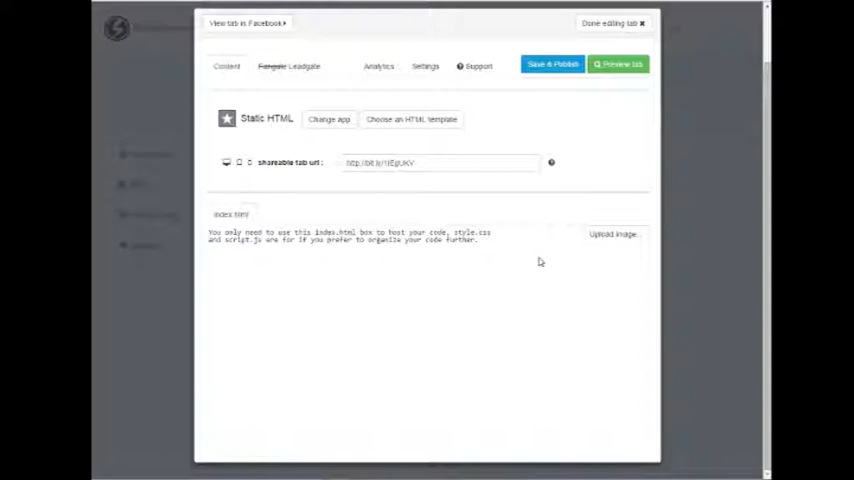 View tab in Facebook
Done editing tab ✖
Content
Fangate Leadgate
Analytics
Settings
Support
Save & Publish
Preview tab
Static HTML
Change app
Choose an HTML template
shareable tab url :
index.html
You only need to use this index.html box to host your code, style.css
and script.js are for if you prefer to organize your code further.
Upload image...